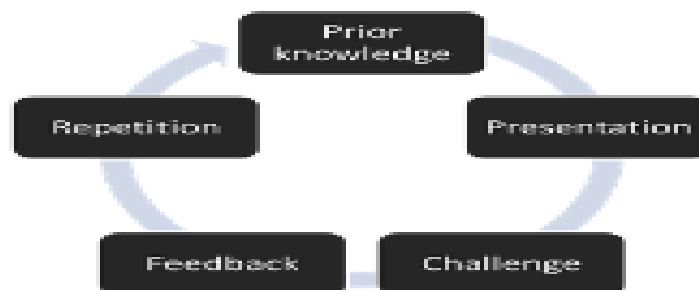 Prior
knowledge
Presentation
Challenge
Feedback
Repetition